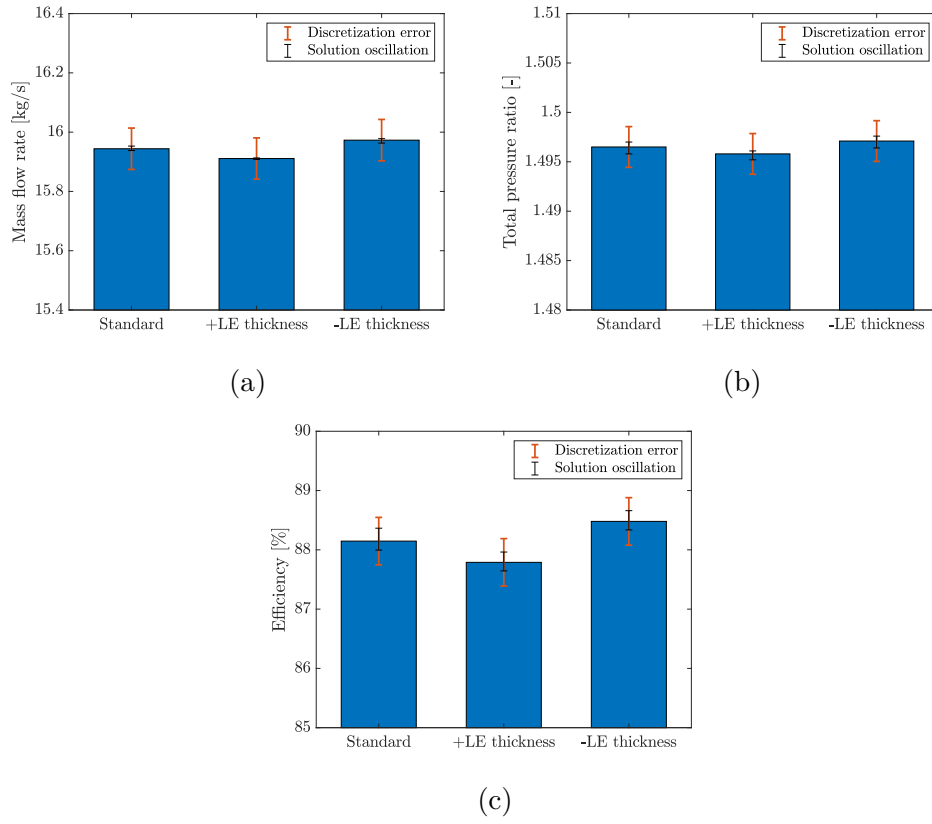 16.4
16.2
16
15.8
15.6
15.4
Mass flow rate [kg/s]
Discretization error
Solution oscillation
Standard
+LE thickness
-LE thickness
(a)
1.51
1.505
1.5
1.495
1.49
1.485
1.48
Total pressure ratio [-]
Discretization error
Solution oscillation
Standard
+LE thickness
-LE thickness
(b)
90
89
88
87
86
85
Efficiency [%]
Discretization error
Solution oscillation
Standard
+LE thickness
-LE thickness
(c)